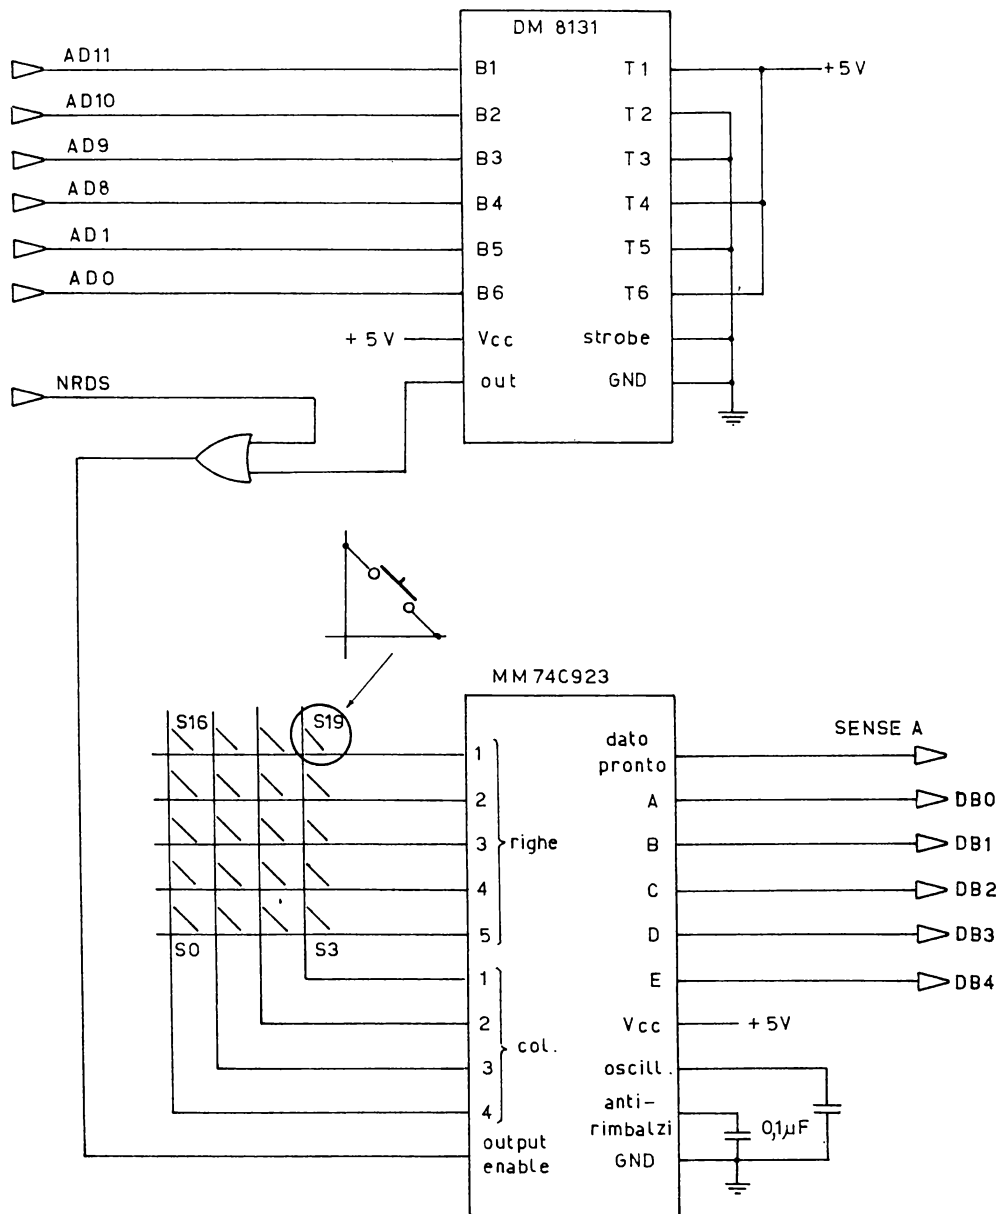 DM 8131
AD11
B1
T1
+5V
AD10
B2
T2
AD9
B3
T3
AD8
B4
T4
AD1
B5
T5
AD0
B6
T6
+5V
Vcc
strobe
out
GND
NRDS
MM74C923
S16
S19
1
dato
pronto
SENSE A
2
A
DB0
3
righe
B
DB1
4
C
DB2
5
D
DB3
S0
S3
1
E
DB4
2
Vcc
+5V
col.
3
oscill.
4
anti-
rimbalzi
0,1µF
output
enable
GND